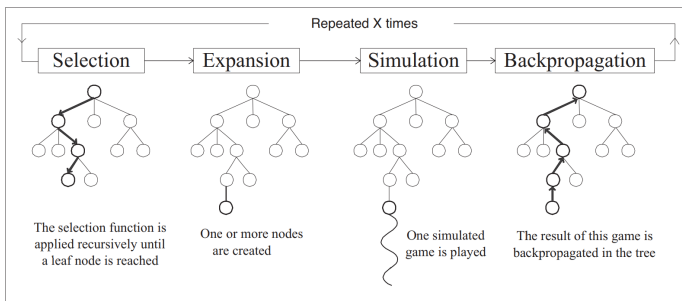 Repeated X times
Selection
Expansion
Simulation
Backpropagation
The selection function is
applied recursively until
a leaf node is reached
One or more nodes
are created
One simulated
game is played
The result of this game is
backpropagated in the tree